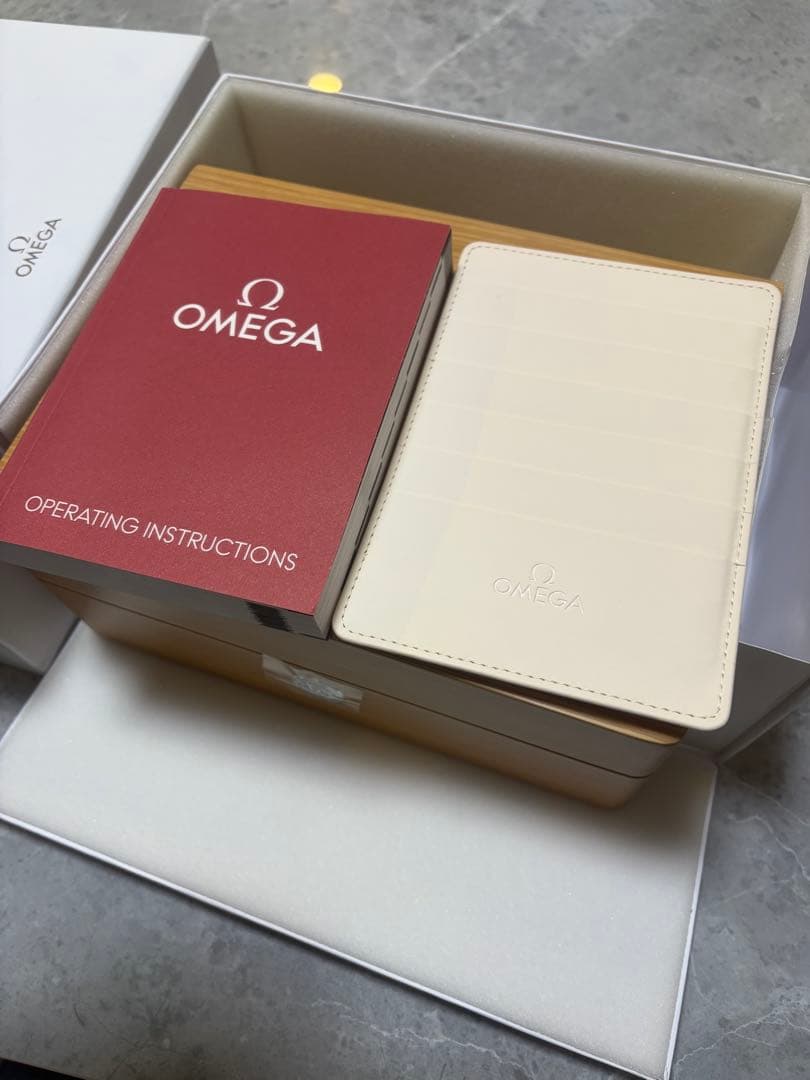 Ω
OMEGA
Ω
OMEGA
OPERATING INSTRUCTIONS
Ω
OMEGA